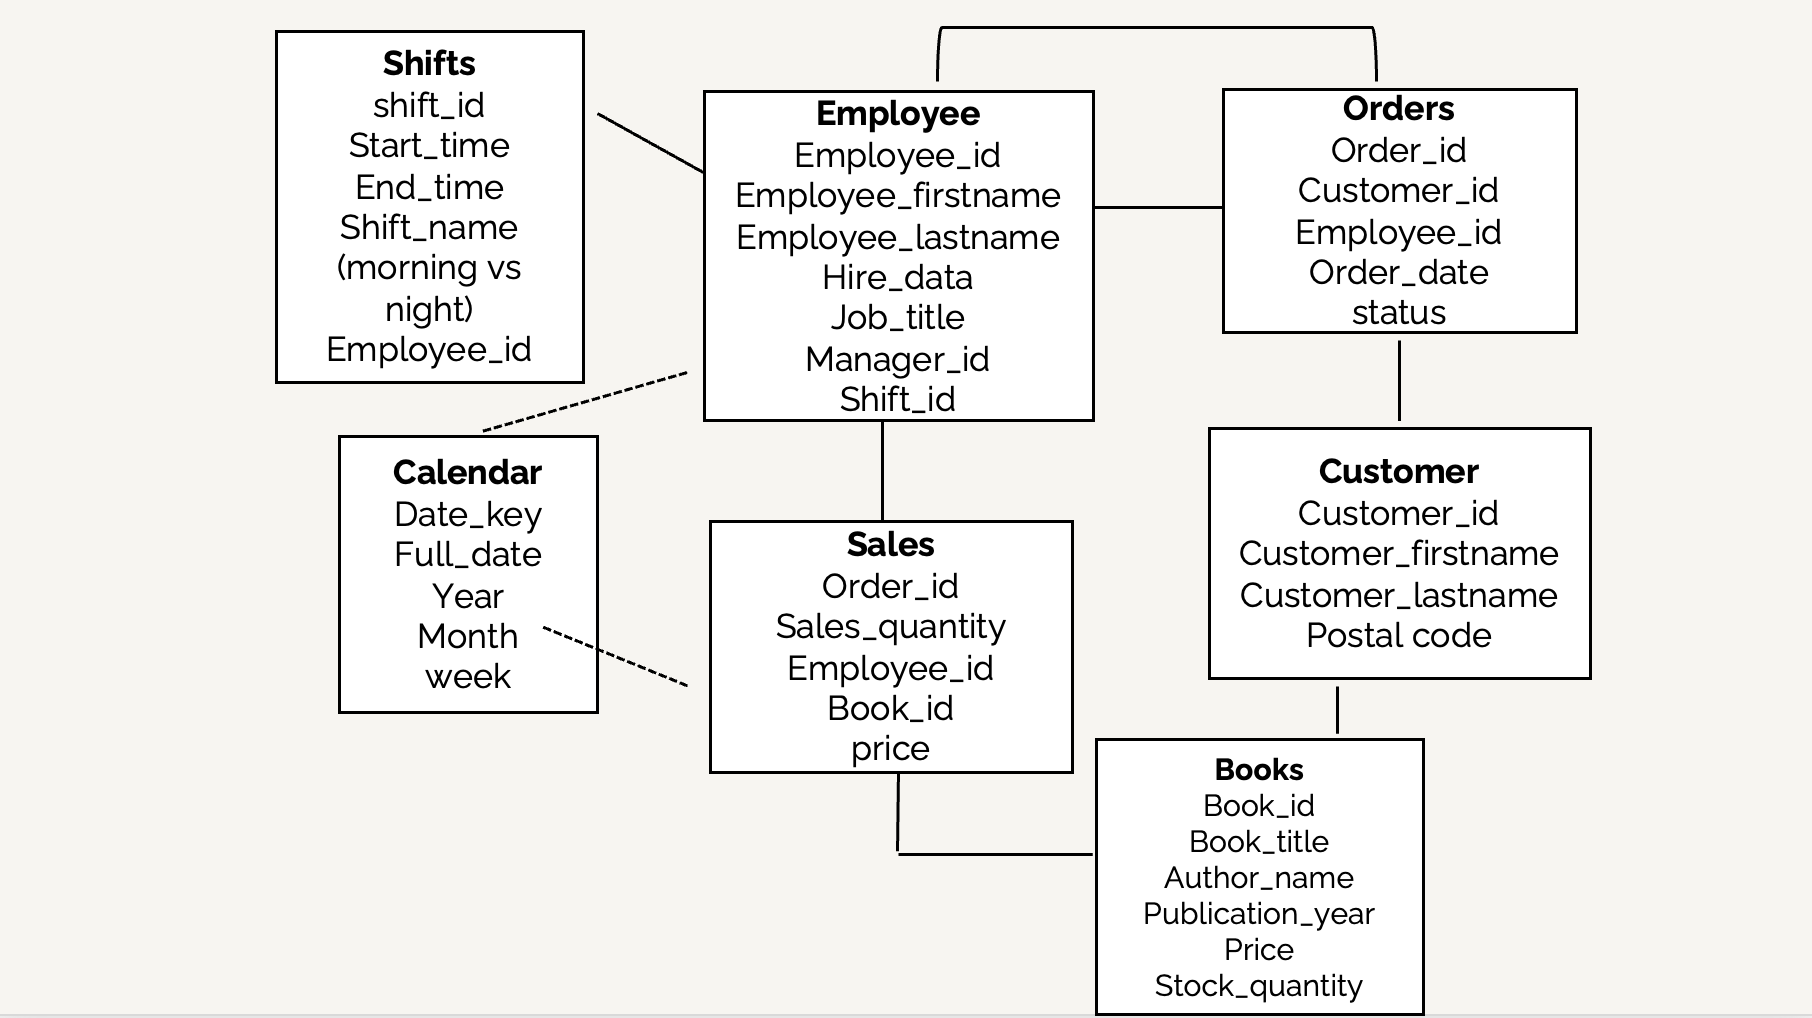 Shifts
shift_id
Start_time
End_time
Shift_name
(morning vs
night)
Employee_id
Employee
Employee_id
Employee_firstname
Employee_lastname
Hire_data
Job_title
Manager_id
Shift_id
Orders
Order_id
Customer_id
Employee_id
Order_date
status
Calendar
Date_key
Full_date
Year
Month
week
Sales
Order_id
Sales_quantity
Employee_id
Book_id
price
Customer
Customer_id
Customer_firstname
Customer_lastname
Postal code
Books
Book_id
Book_title
Author_name
Publication_year
Price
Stock_quantity